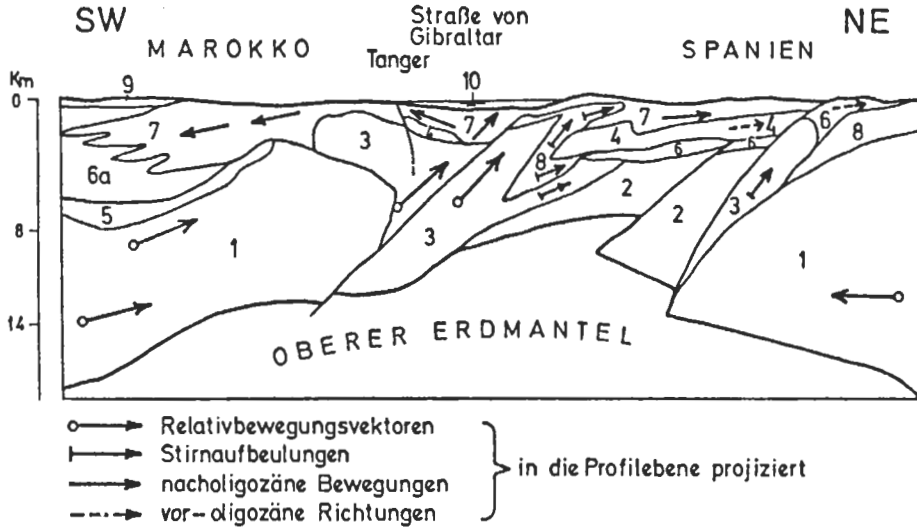 SW
Straße von
Gibraltar
NE
MAROKKO
Tanger
SPANIEN
Km
9
10
0
8
14
7
3
4
7
8
7
4
4
6
6
6
8
6a
5
2
2
3
3
1
1
OBERER ERDMANTEL
Relativbewegungsvektoren
Stirnaufbeulungen
nacholigozäne Bewegungen
vor-oligozäne Richtungen
in die Profilebene projiziert